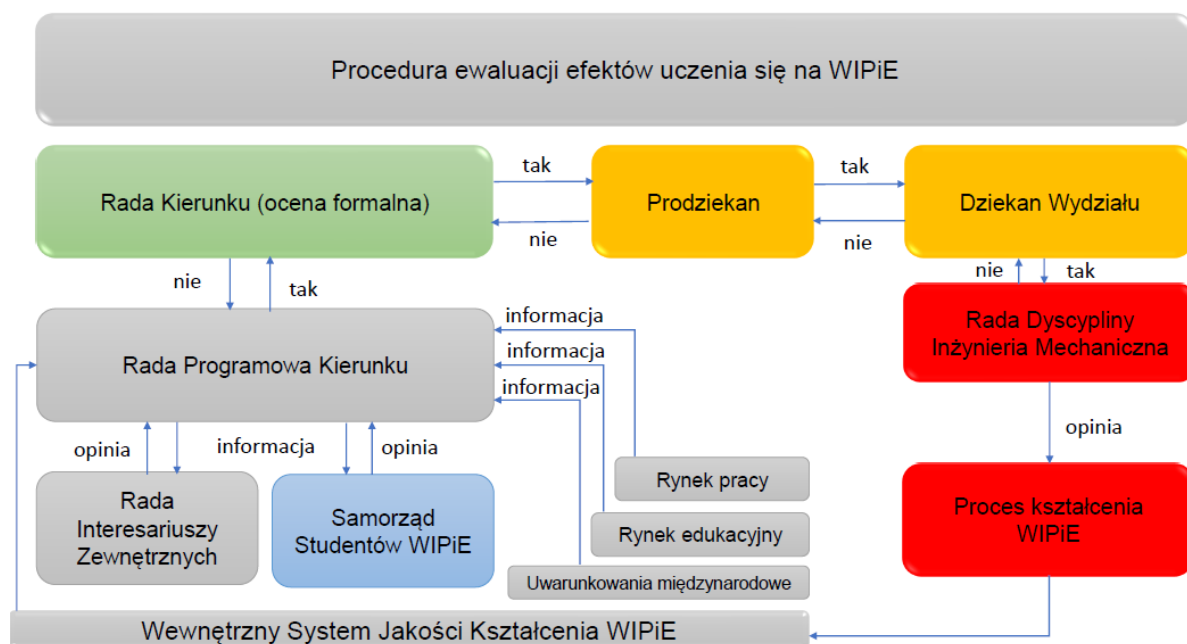 Procedura ewaluacji efektów uczenia się na WIPiE
Rada Kierunku (ocena formalna)
tak
nie
Prodziekan
tak
nie
Dziekan Wydziału
nie
tak
nie
tak
Rada Programowa Kierunku
informacja
informacja
informacja
Rada Dyscypliny
Inżynieria Mechaniczna
opinia
informacja
opinia
opinia
Rada
Interesariuszy
Zewnętrznych
Samorząd
Studentów WIPiE
Rynek pracy
Rynek edukacyjny
Uwarunkowania międzynarodowe
Proces kształcenia
WIPiE
Wewnętrzny System Jakości Kształcenia WIPiE